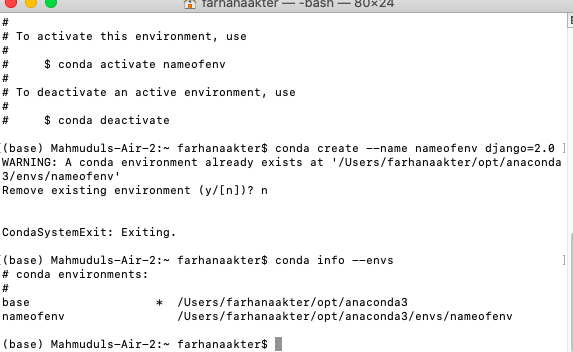 farhanaakter — -bash — 80×24
#
# To activate this environment, use
#
#     $ conda activate nameofenv
#
# To deactivate an active environment, use
#
#     $ conda deactivate
[(base) Mahmuduls-Air-2:~ farhanaakter$ conda create --name nameofenv django=2.0 ]
WARNING: A conda environment already exists at '/Users/farhanaakter/opt/anaconda
3/envs/nameofenv'
Remove existing environment (y/[n])? n
CondaSystemExit: Exiting.
[(base) Mahmuduls-Air-2:~ farhanaakter$ conda info --envs ]
# conda environments:
#
base                  *  /Users/farhanaakter/opt/anaconda3
nameofenv                /Users/farhanaakter/opt/anaconda3/envs/nameofenv
(base) Mahmuduls-Air-2:~ farhanaakter$